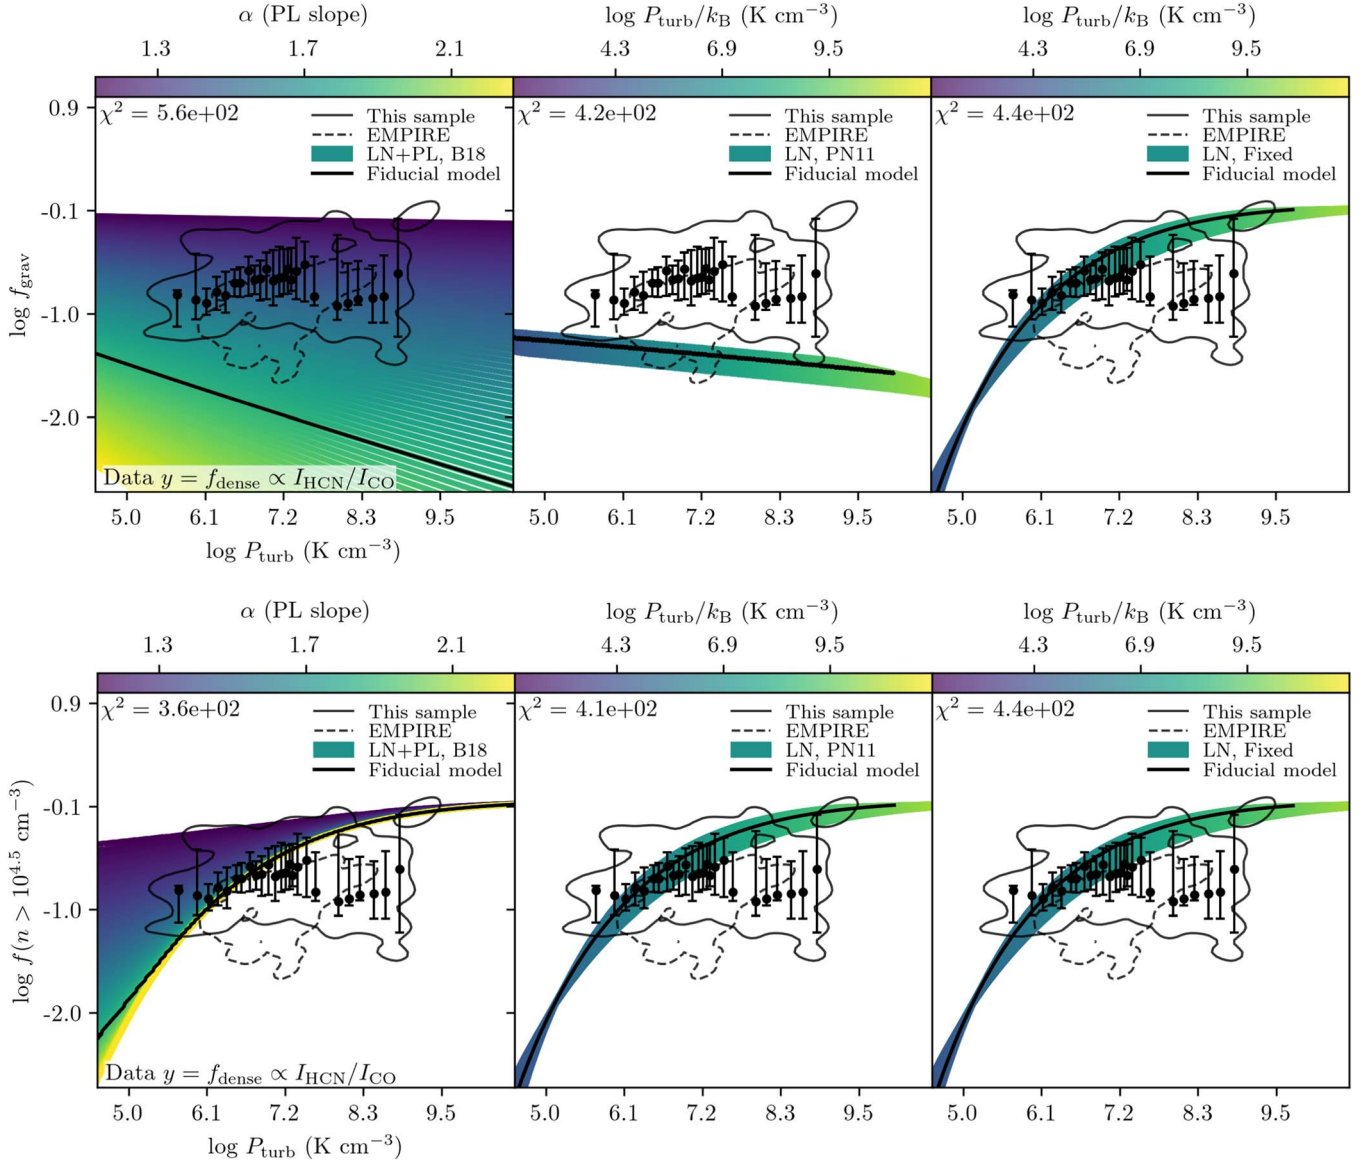 α (PL slope)
log P_turb/k_B (K cm⁻³)
log P_turb/k_B (K cm⁻³)
1.3 1.7 2.1
4.3 6.9 9.5
4.3 6.9 9.5
χ² = 5.6e+02
This sample
EMPIRE
LN+PL, B18
Fiducial model
χ² = 4.2e+02
This sample
EMPIRE
LN, PN11
Fiducial model
χ² = 4.4e+02
This sample
EMPIRE
LN, Fixed
Fiducial model
0.9
-0.1
-1.0
-2.0
log f_grav
Data y = f_dense ∝ I_HCN/I_CO
5.0 6.1 7.2 8.3 9.5
5.0 6.1 7.2 8.3 9.5
5.0 6.1 7.2 8.3 9.5
log P_turb (K cm⁻³)
α (PL slope)
log P_turb/k_B (K cm⁻³)
log P_turb/k_B (K cm⁻³)
1.3 1.7 2.1
4.3 6.9 9.5
4.3 6.9 9.5
χ² = 3.6e+02
This sample
EMPIRE
LN+PL, B18
Fiducial model
χ² = 4.1e+02
This sample
EMPIRE
LN, PN11
Fiducial model
χ² = 4.4e+02
This sample
EMPIRE
LN, Fixed
Fiducial model
0.9
-0.1
-1.0
-2.0
log f(n > 10^4.5 cm⁻³)
Data y = f_dense ∝ I_HCN/I_CO
5.0 6.1 7.2 8.3 9.5
5.0 6.1 7.2 8.3 9.5
5.0 6.1 7.2 8.3 9.5
log P_turb (K cm⁻³)